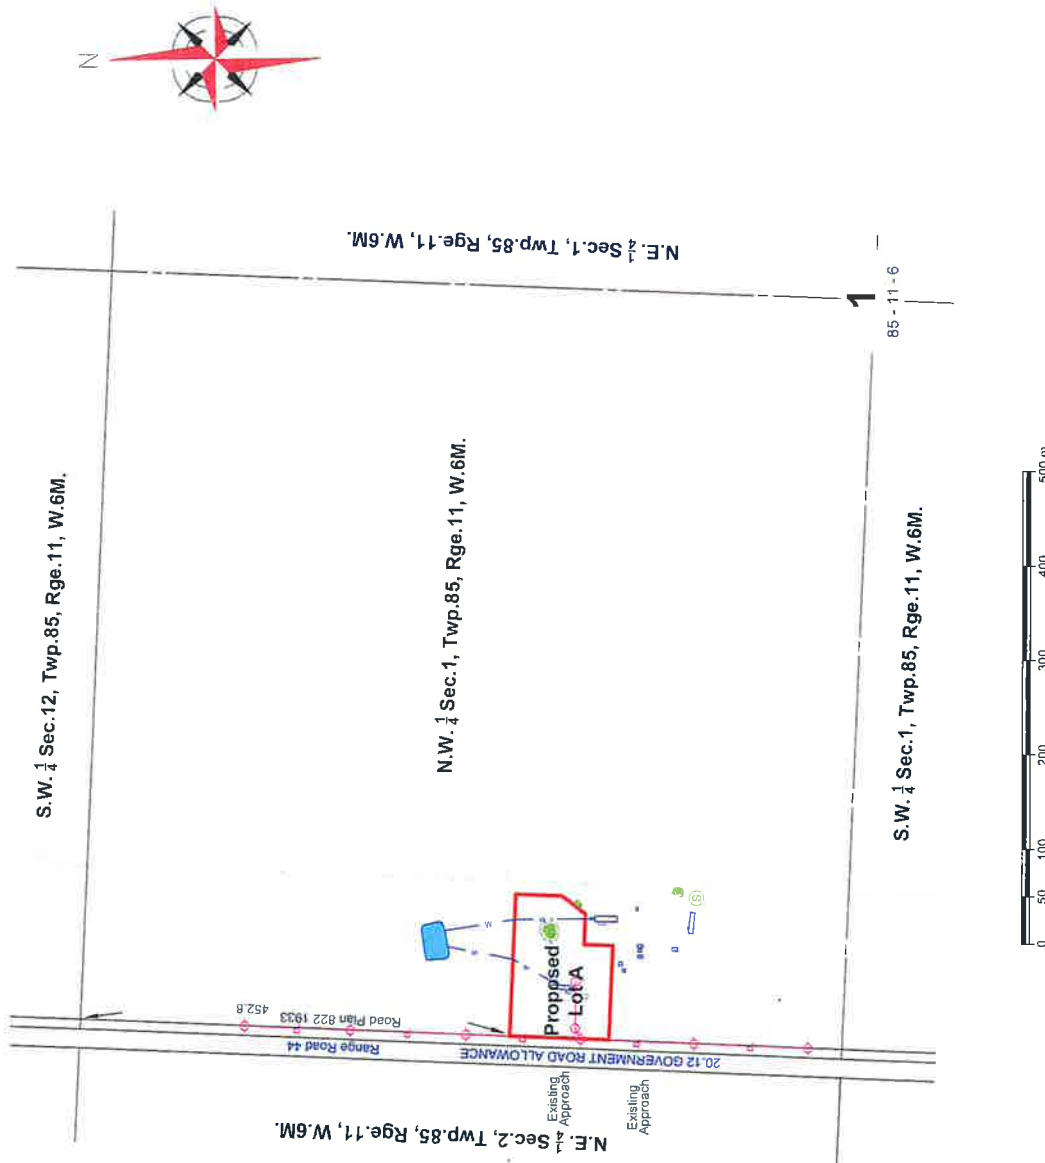 N
S.W. 1/4 Sec.12, Twp.85, Rge.11, W.6M.
N.E. 1/4 Sec.1, Twp.85, Rge.11, W.6M.
N.W. 1/4 Sec.1, Twp.85, Rge.11, W.6M.
1
85 - 11 - 6
S.W. 1/4 Sec.1, Twp.85, Rge.11, W.6M.
452.8
Road Plan 822 1933
Range Road 44
20.12 GOVERNMENT ROAD ALLOWANCE
Proposed
Lot A
W
(S)
Existing
Approach
Existing
Approach
N.E. 1/4 Sec.2, Twp.85, Rge.11, W.6M.
0
50
100
200
300
400
500 m